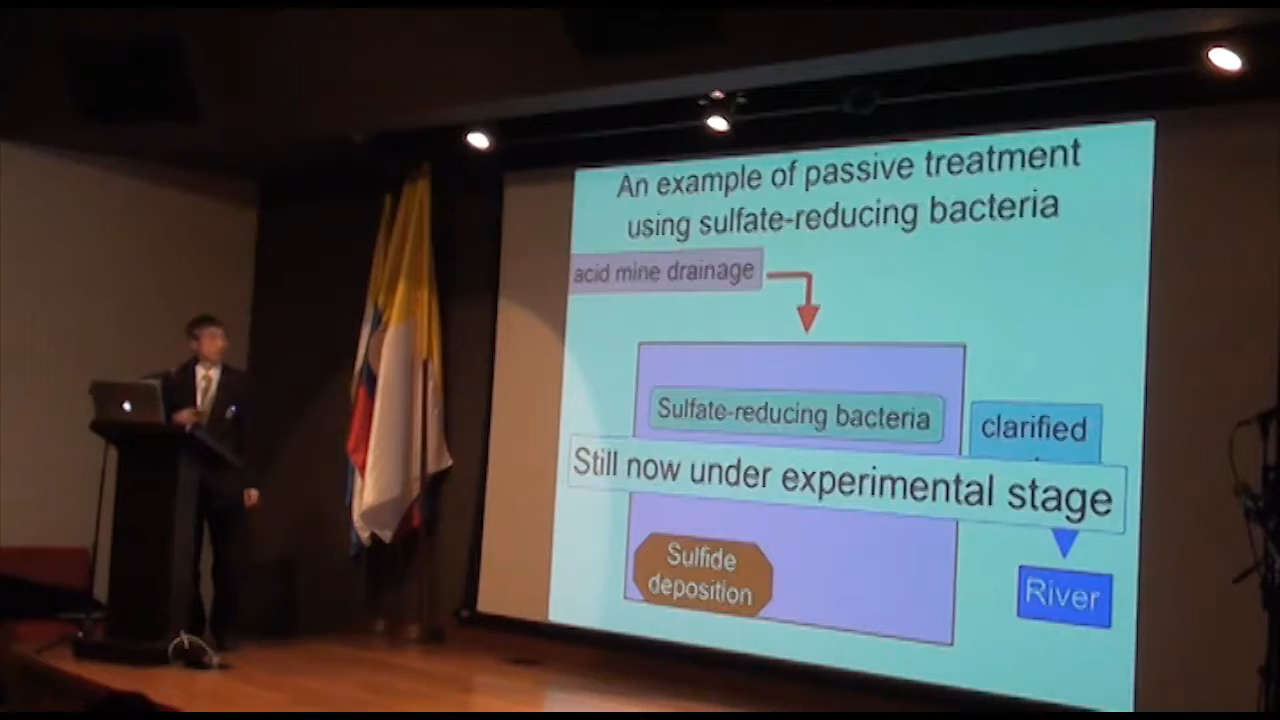 An example of passive treatment
using sulfate-reducing bacteria
acid mine drainage
Sulfate-reducing bacteria
clarified
Still now under experimental stage
Sulfide
deposition
River